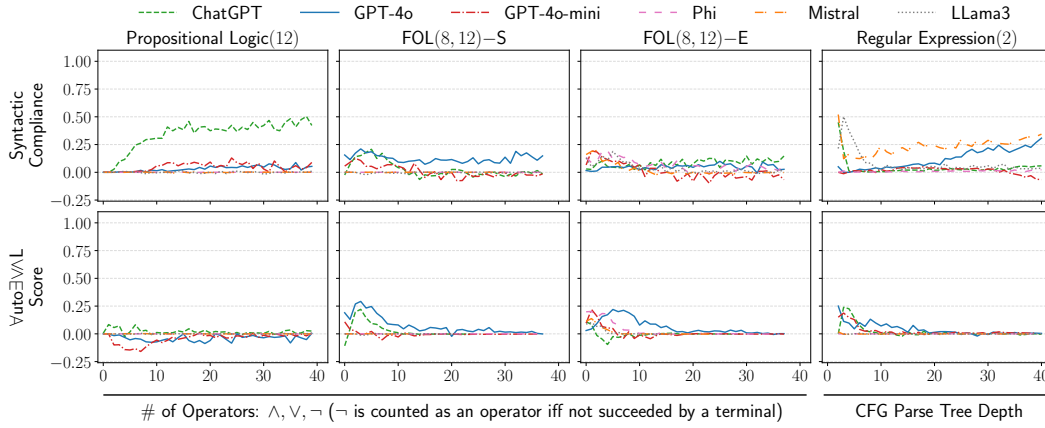 ChatGPT GPT-4o GPT-4o-mini Phi Mistral LLama3
Propositional Logic(12) FOL(8, 12)−S FOL(8, 12)−E Regular Expression(2)
Syntactic
Compliance
1.00
0.75
0.50
0.25
0.00
−0.25
∀uto∃∨∧L
Score
1.00
0.75
0.50
0.25
0.00
−0.25
0 10 20 30 40 0 10 20 30 40 0 10 20 30 40 0 10 20 30 40
# of Operators: ∧, ∨, ¬ (¬ is counted as an operator iff not succeeded by a terminal)
CFG Parse Tree Depth